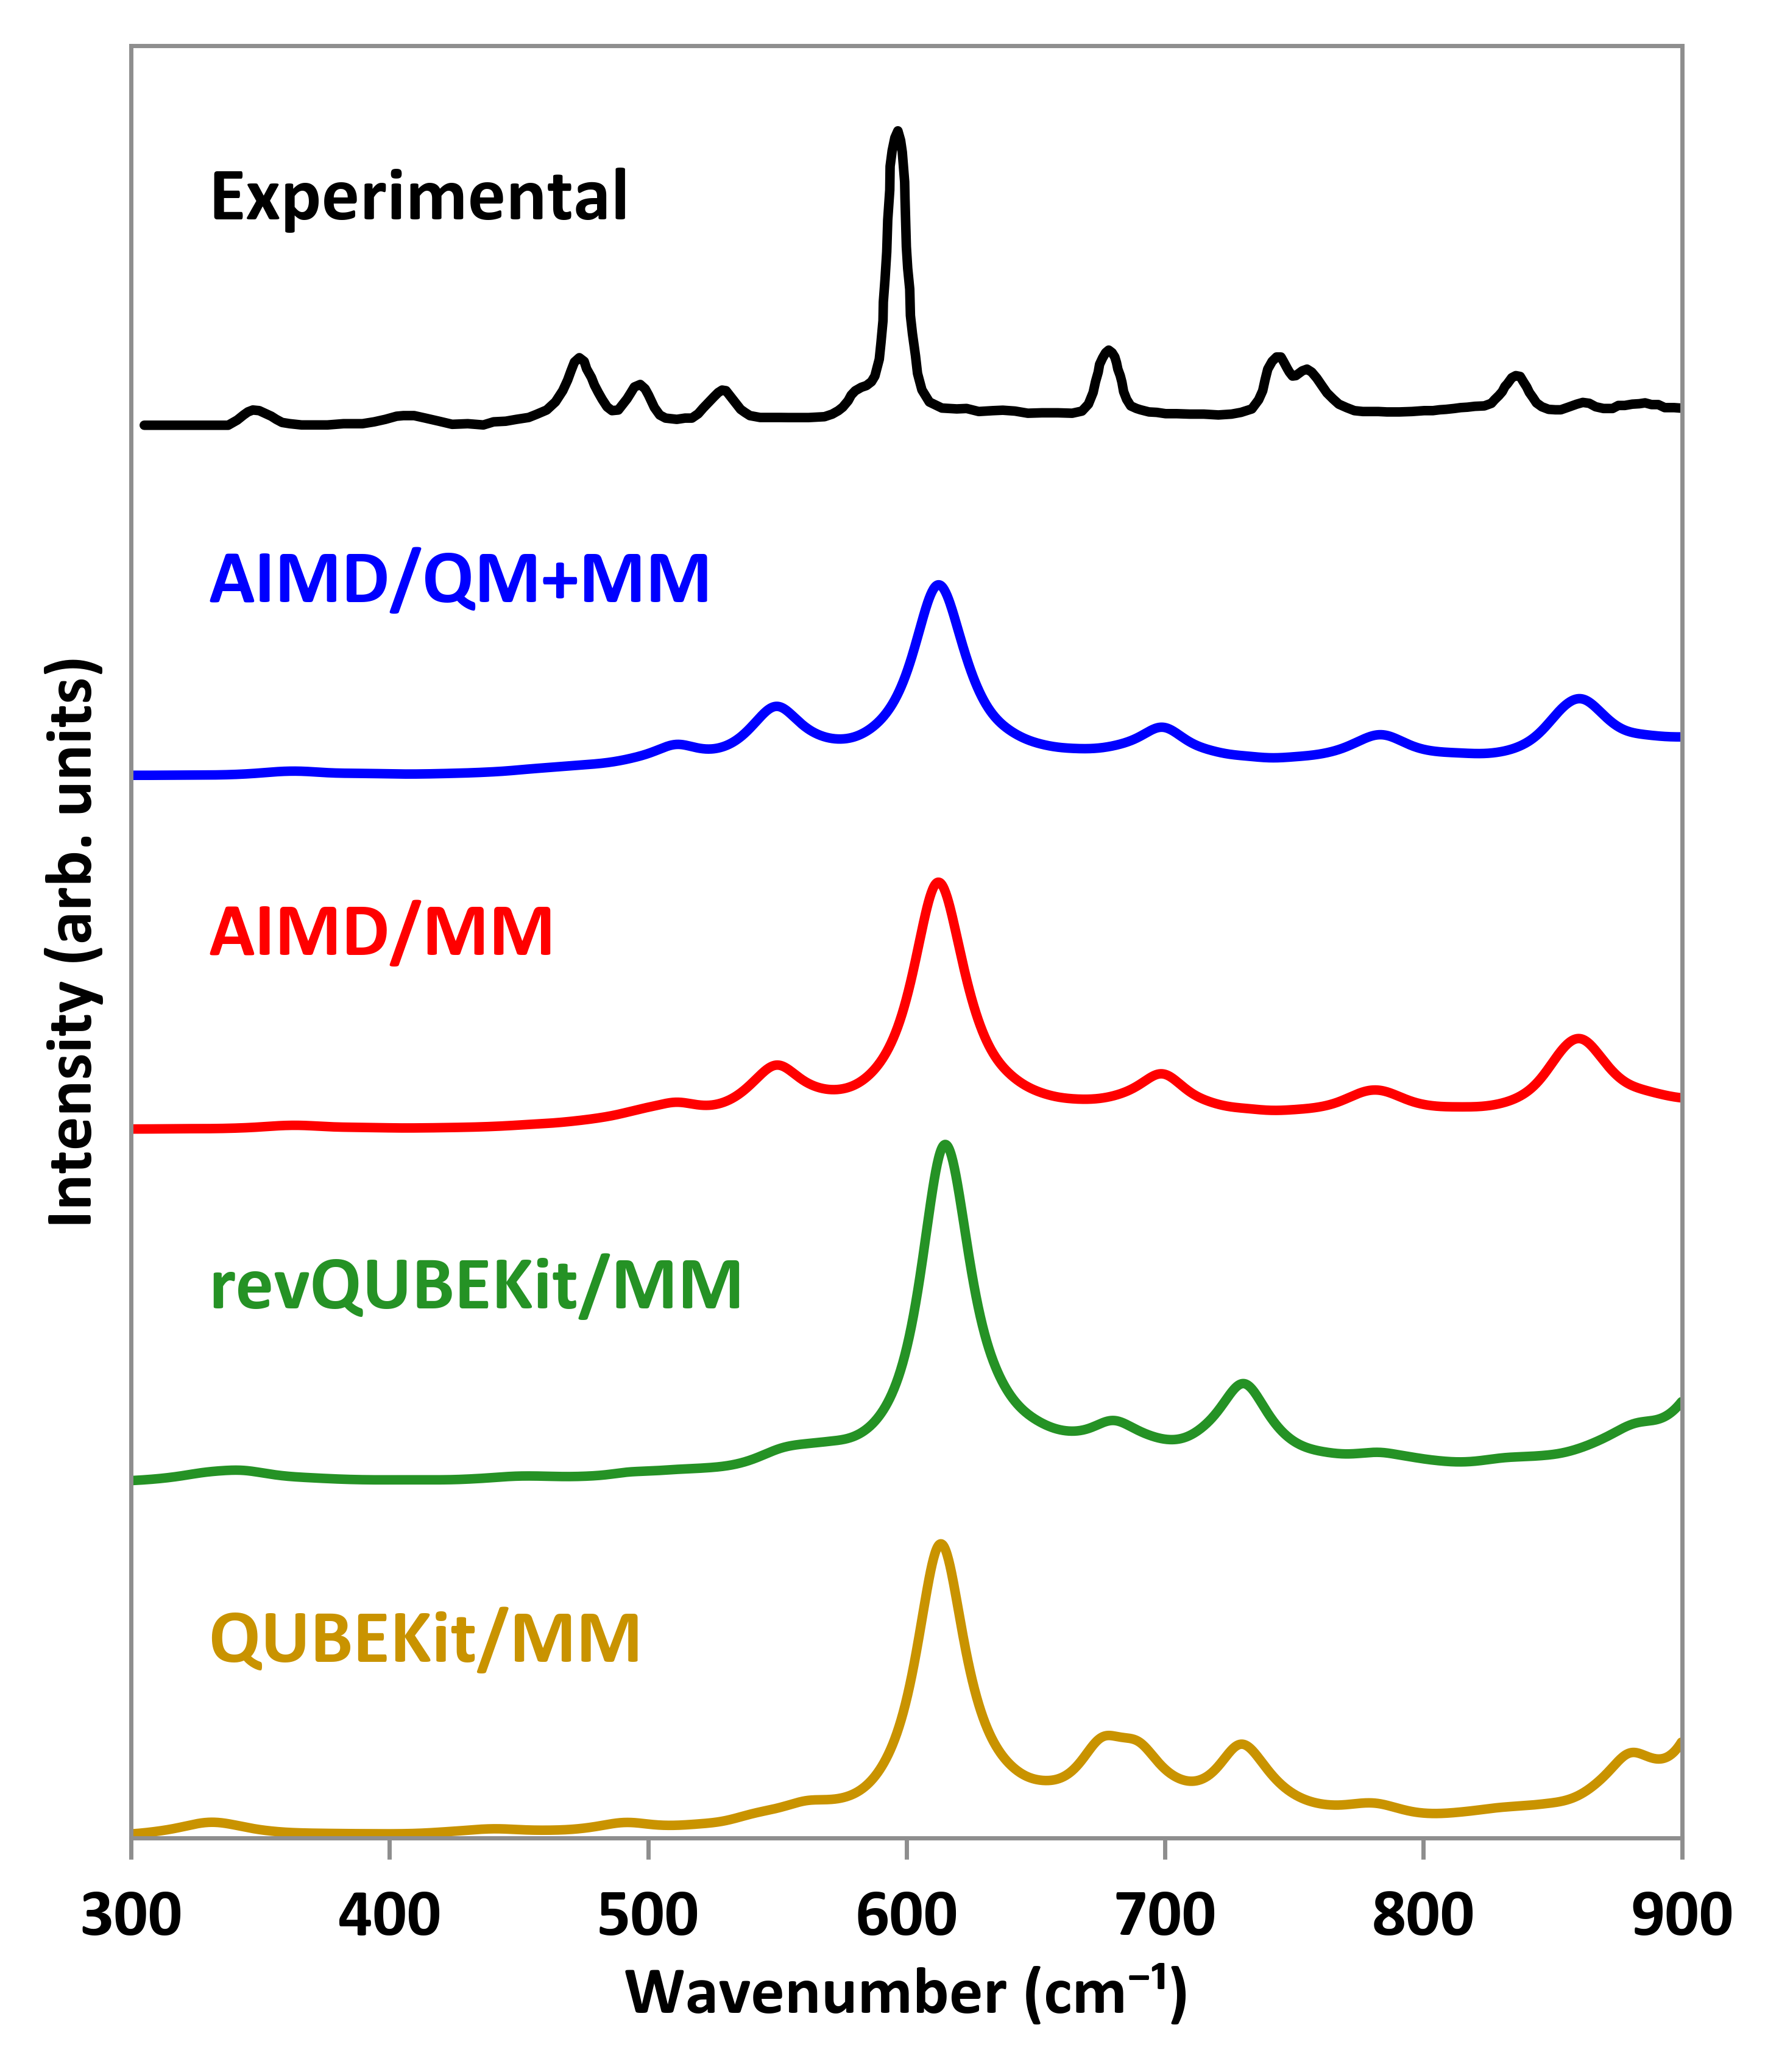 Experimental
AIMD/QM+MM
AIMD/MM
revQUBEKit/MM
QUBEKit/MM
Intensity (arb. units)
300 400 500 600 700 800 900
Wavenumber (cm⁻¹)